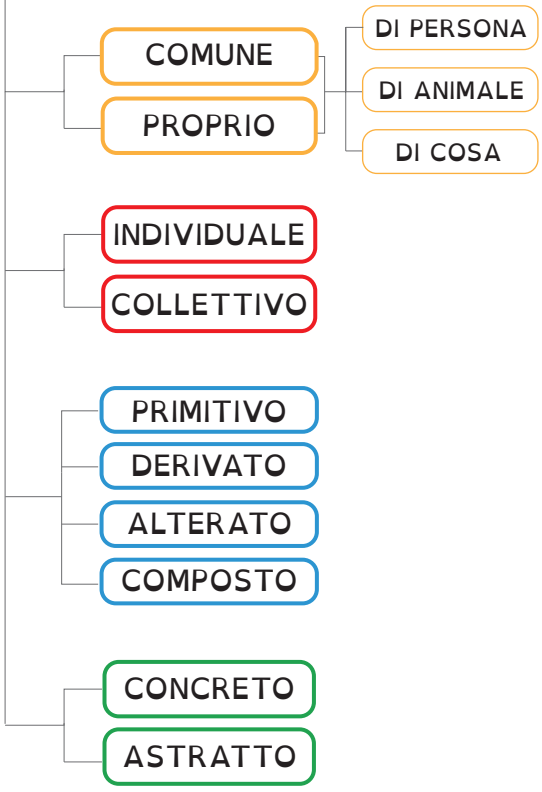 COMUNE
PROPRIO
DI PERSONA
DI ANIMALE
DI COSA
INDIVIDUALE
COLLETTIVO
PRIMITIVO
DERIVATO
ALTERATO
COMPOSTO
CONCRETO
ASTRATTO